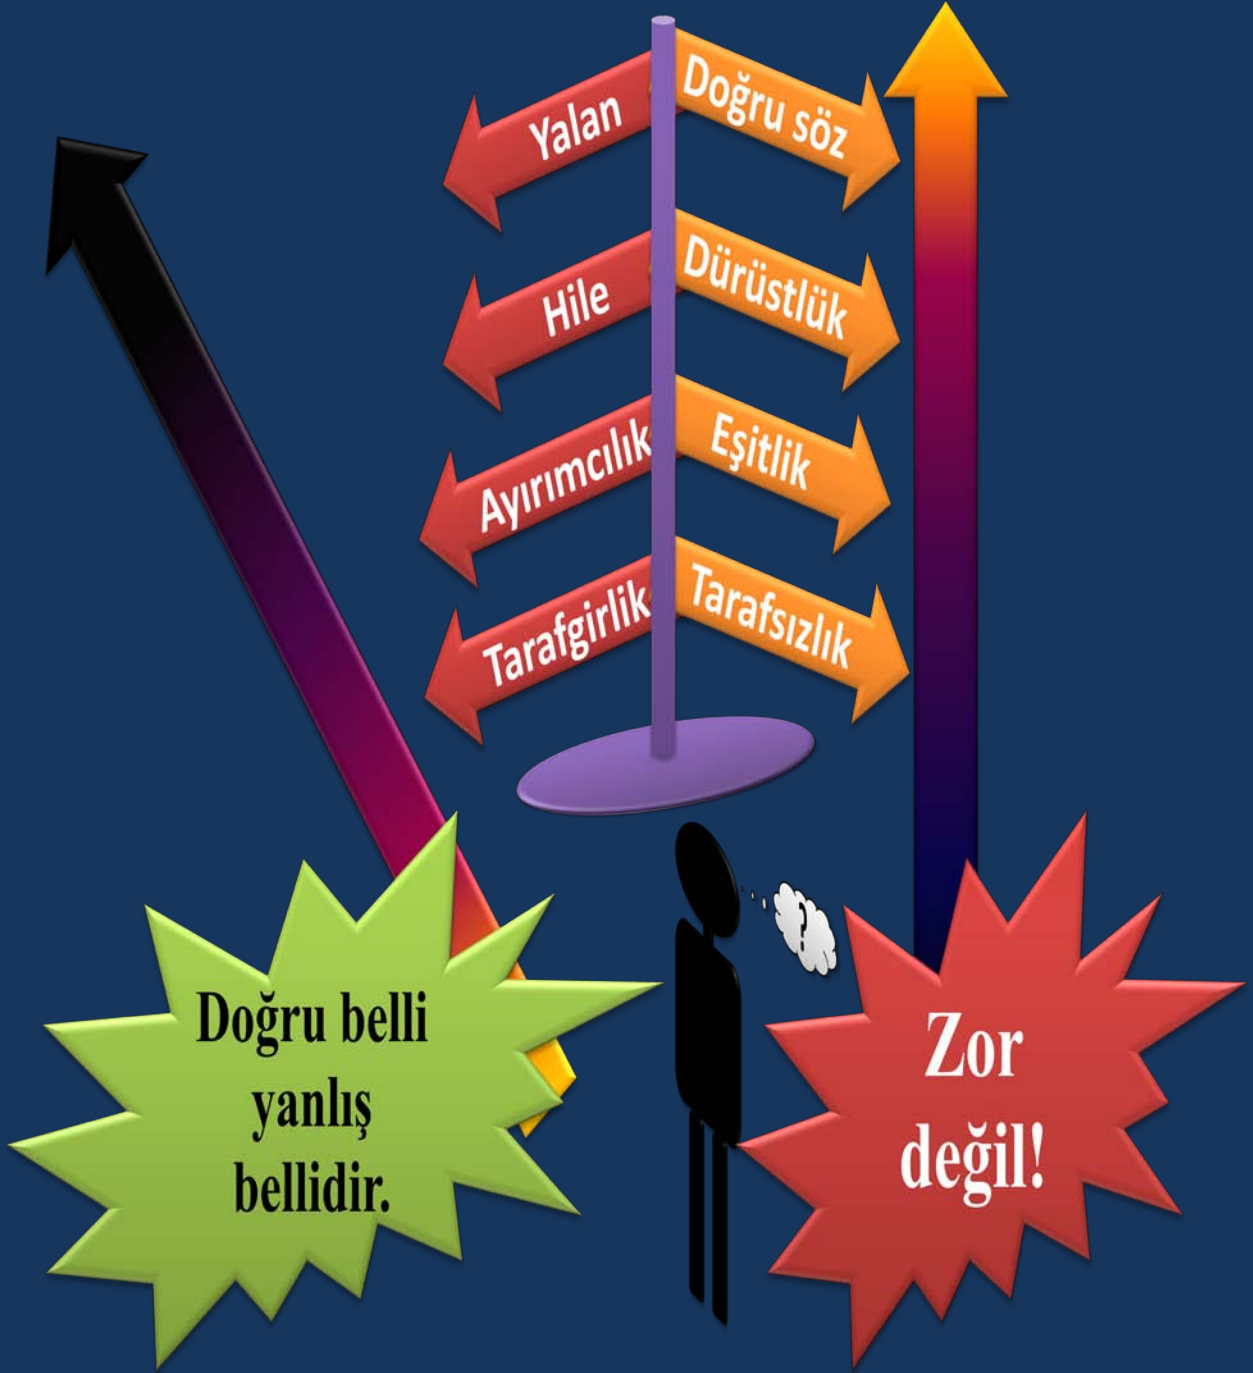 Yalan
Doğru söz
Hile
Dürüstlük
Ayırımcılık
Eşitlik
Tarafgirlik
Tarafsızlık
?
Doğru belli
yanlış
bellidir.
Zor
değil!